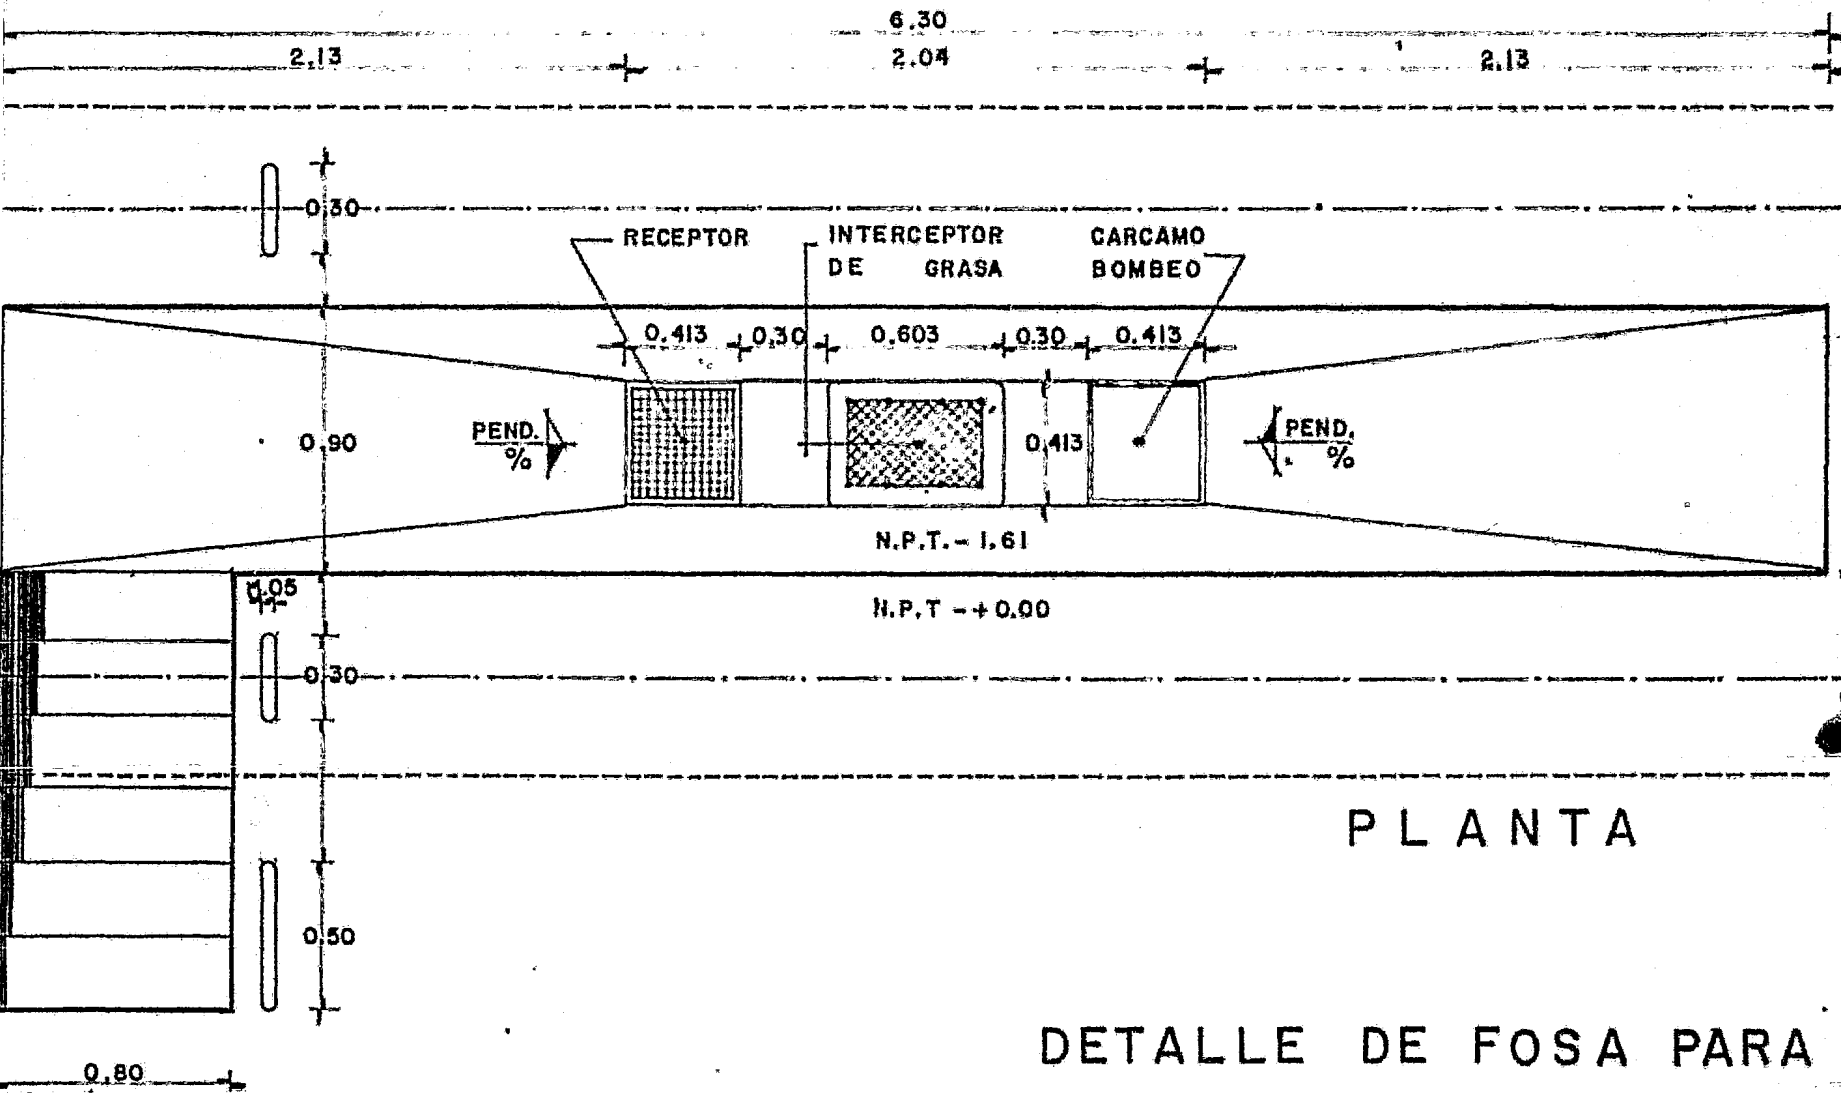 6.30
2.13 2.04 2.13
0.30
RECEPTOR INTERCEPTOR CARCAMO
DE GRASA BOMBEO
0.413 0.30 0.603 0.30 0.413
0.90 PEND. 0.413 PEND.
% %
N.P.T.- 1.61
0.05
N.P.T -+0.00
0.30
PLANTA
0.50
DETALLE DE FOSA PARA
0.80